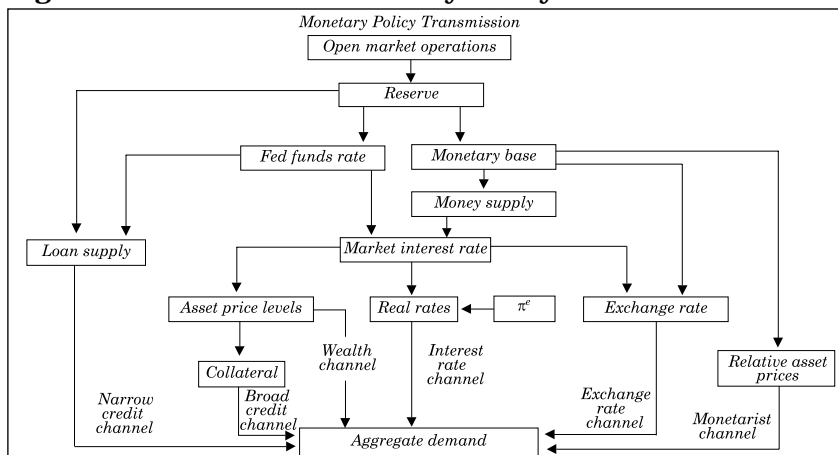 Monetary Policy Transmission
Open market operations
Reserve
Fed funds rate
Monetary base
Money supply
Loan supply
Market interest rate
Asset price levels
Real rates
πᵉ
Exchange rate
Wealth
channel
Interest
rate
channel
Collateral
Relative asset
prices
Narrow
credit
channel
Broad
credit
channel
Exchange
rate
channel
Monetarist
channel
Aggregate demand